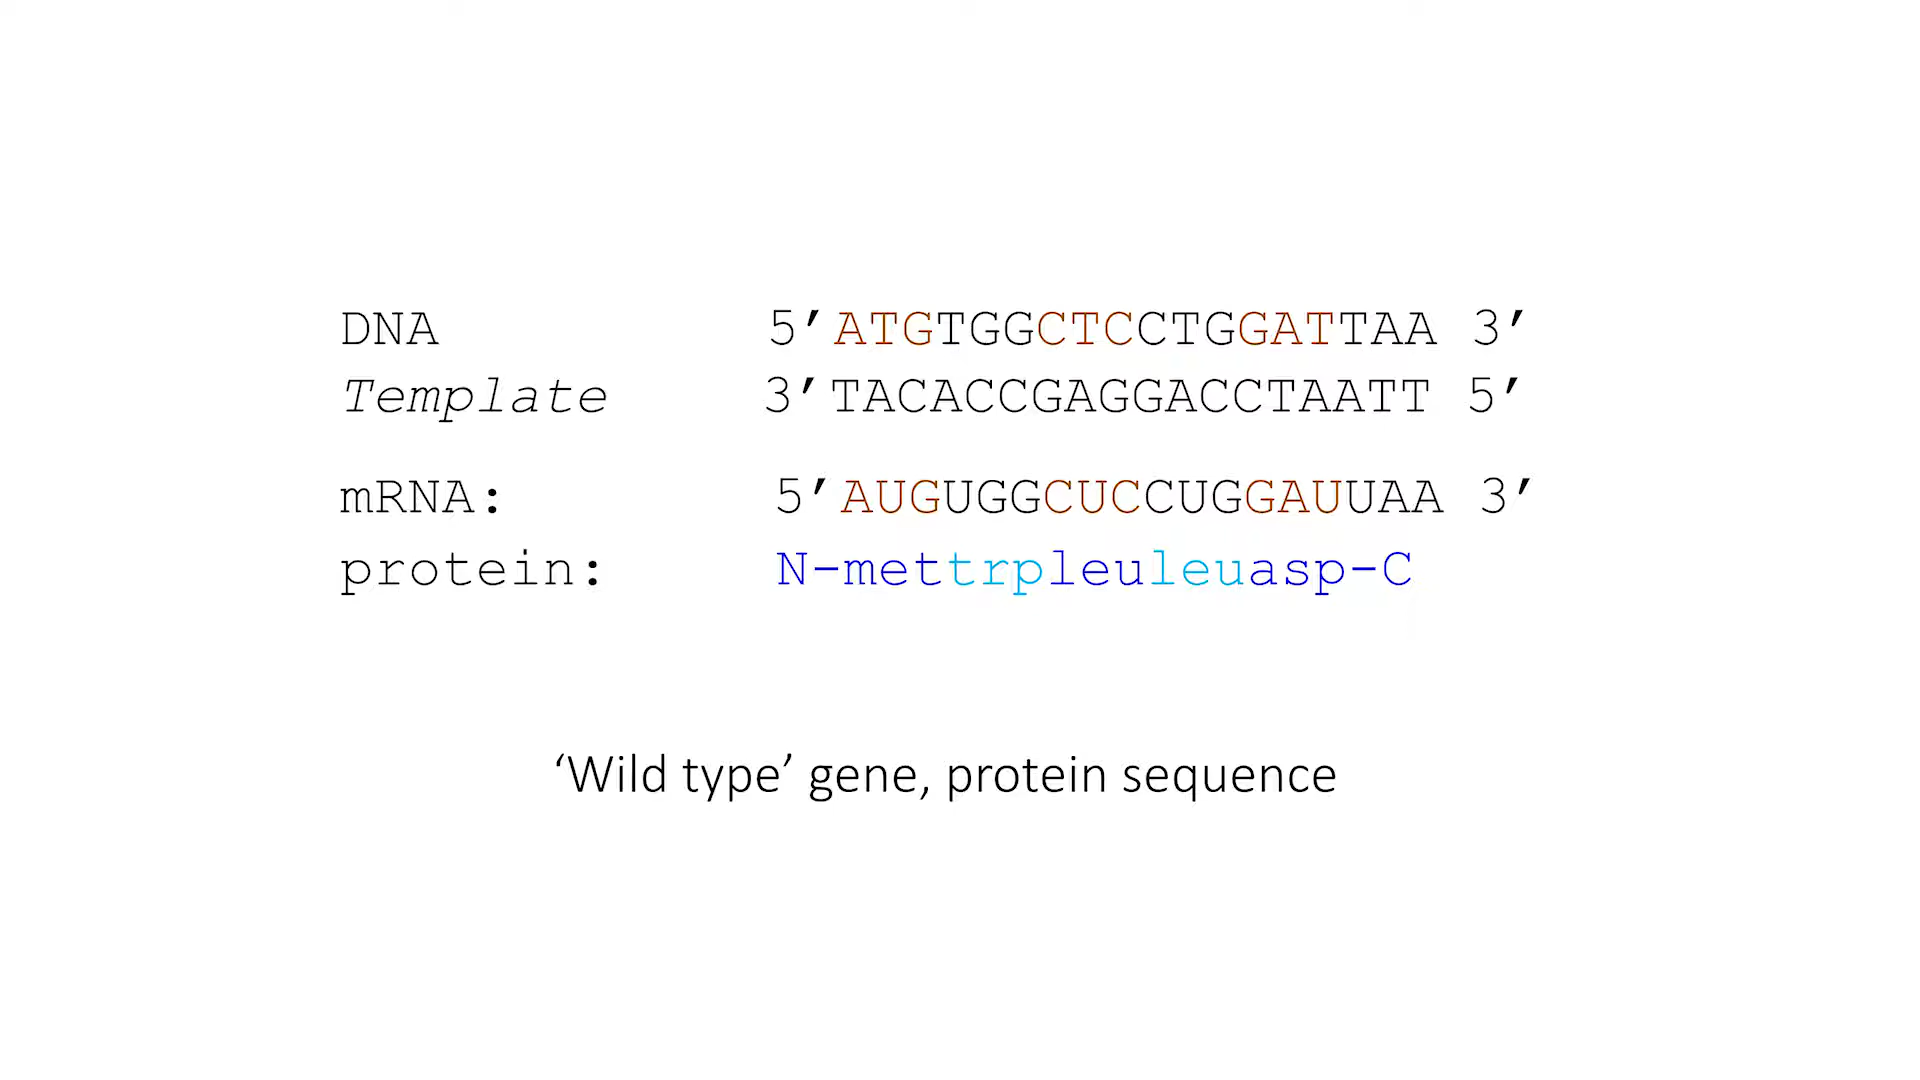 DNA 5’ATGTGGCTCCTGGATTAA 3’
Template 3’TACACCGAGGACCTAATT 5’
mRNA: 5’AUGUGGCUCCUGGAUUAA 3’
protein: N-mettrpleuleuasp-C
‘Wild type’ gene, protein sequence